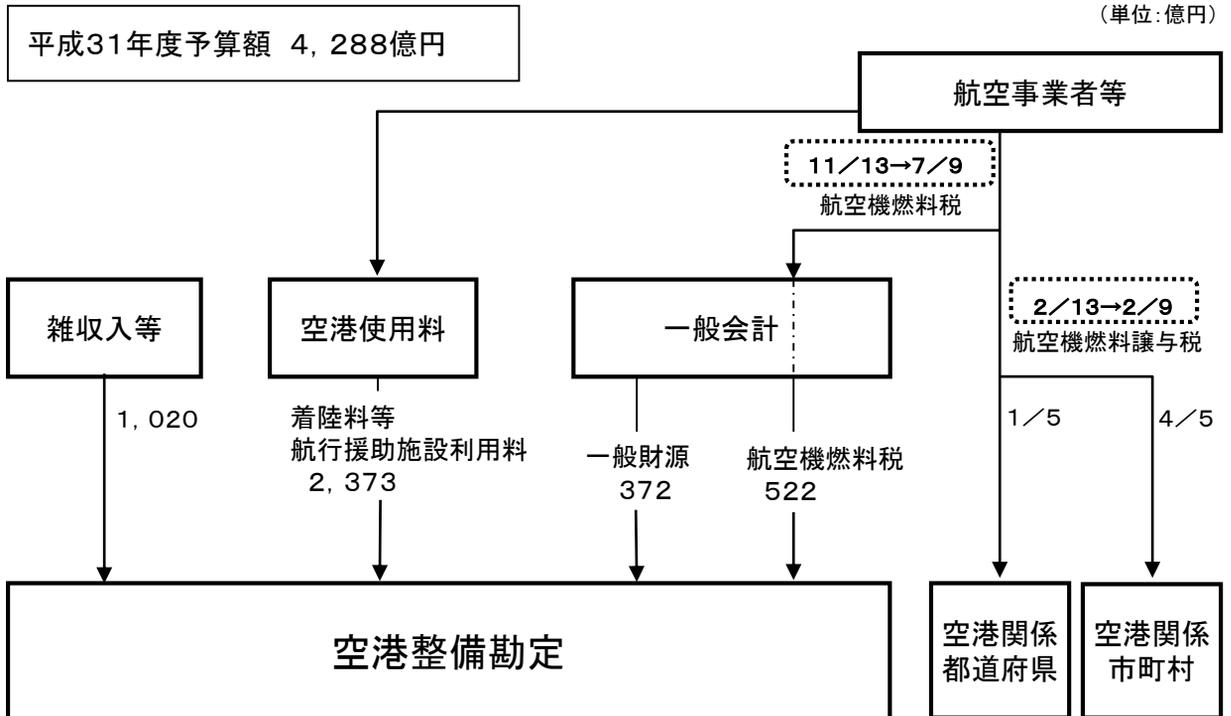 （単位：億円）
平成31年度予算額 4，288億円
航空事業者等
11／13→7／9
航空機燃料税
2／13→2／9
航空機燃料譲与税
雑収入等
空港使用料
一般会計
1，020
着陸料等
航行援助施設利用料
2，373
一般財源
372
航空機燃料税
522
1／5
4／5
空港整備勘定
空港関係
都道府県
空港関係
市町村